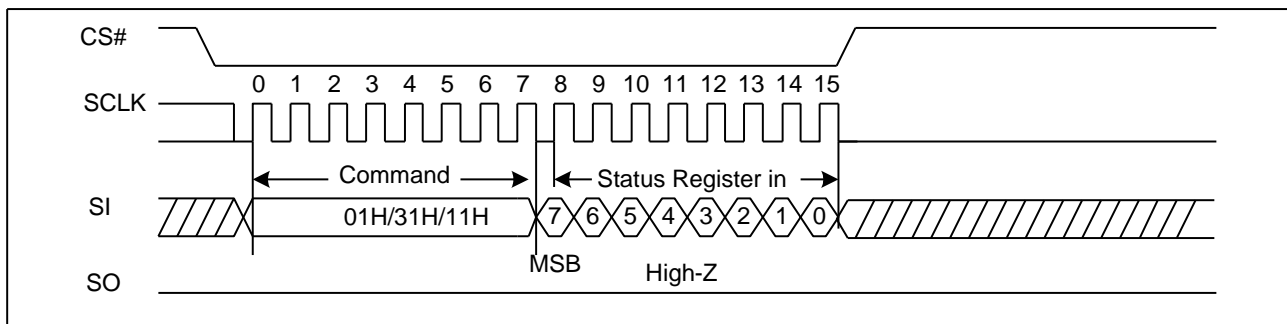 CS#
0 1 2 3 4 5 6 7 8 9 10 11 12 13 14 15
SCLK
Command Status Register in
SI 01H/31H/11H 7 6 5 4 3 2 1 0
MSB High-Z
SO